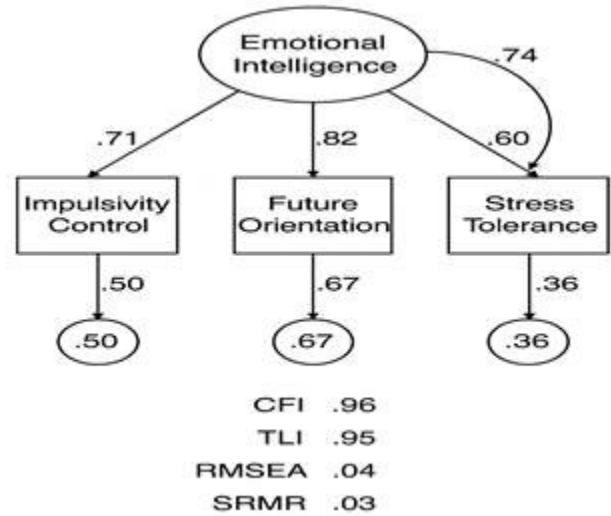 Emotional
Intelligence
.74
.71
.82
.60
Impulsivity
Control
Future
Orientation
Stress
Tolerance
.50
.67
.36
.50
.67
.36
CFI .96
TLI .95
RMSEA .04
SRMR .03